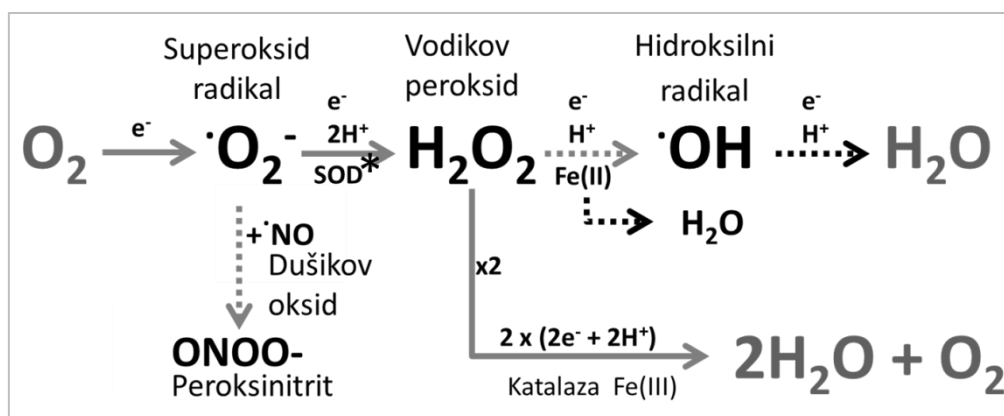 Superoksid
radikal
Vodikov
peroksid
Hidroksilni
radikal
O₂
e⁻
·O₂⁻
e⁻
2H⁺
SOD*
H₂O₂
e⁻
H⁺
Fe(II)
·OH
e⁻
H⁺
H₂O
H₂O
+·NO
Dušikov
oksid
ONOO-
Peroksinitrit
x2
2 x (2e⁻ + 2H⁺)
Katalaza Fe(III)
2H₂O + O₂